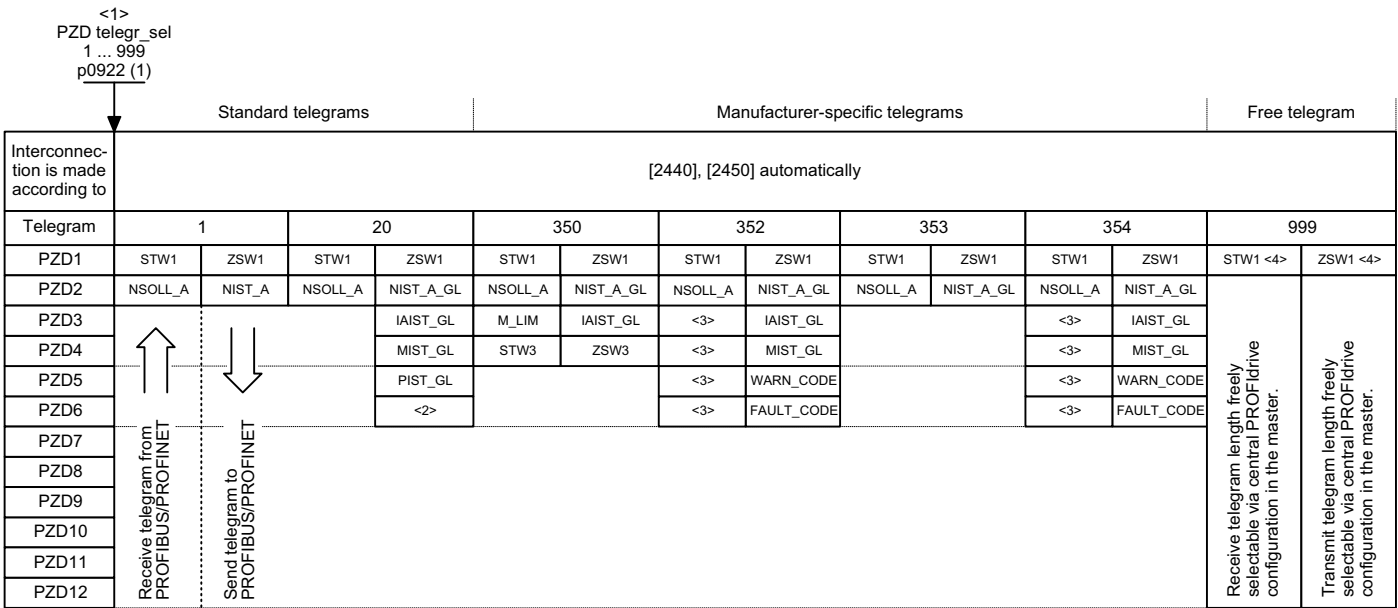 <1>
PZD telegr_sel
1 ... 999
p0922 (1)
Standard telegrams Manufacturer-specific telegrams Free telegram
Interconnec-
tion is made
according to
[2440], [2450] automatically
Telegram 1 20 350 352 353 354 999
PZD1 STW1 ZSW1 STW1 ZSW1 STW1 ZSW1 STW1 ZSW1 STW1 ZSW1 STW1 ZSW1 STW1 <4> ZSW1 <4>
PZD2 NSOLL_A NIST_A NSOLL_A NIST_A_GL NSOLL_A NIST_A_GL NSOLL_A NIST_A_GL NSOLL_A NIST_A_GL NSOLL_A NIST_A_GL
PZD3 IAIST_GL M_LIM IAIST_GL <3> IAIST_GL <3> IAIST_GL
PZD4 MIST_GL STW3 ZSW3 <3> MIST_GL <3> MIST_GL
PZD5 PIST_GL <3> WARN_CODE <3> WARN_CODE
PZD6 <2> <3> FAULT_CODE <3> FAULT_CODE
PZD7
PZD8
PZD9
PZD10
PZD11
PZD12
Receive telegram from
PROFIBUS/PROFINET
Send telegram to
PROFIBUS/PROFINET
Receive telegram length freely
selectable via central PROFIdrive
configuration in the master.
Transmit telegram length freely
selectable via central PROFIdrive
configuration in the master.